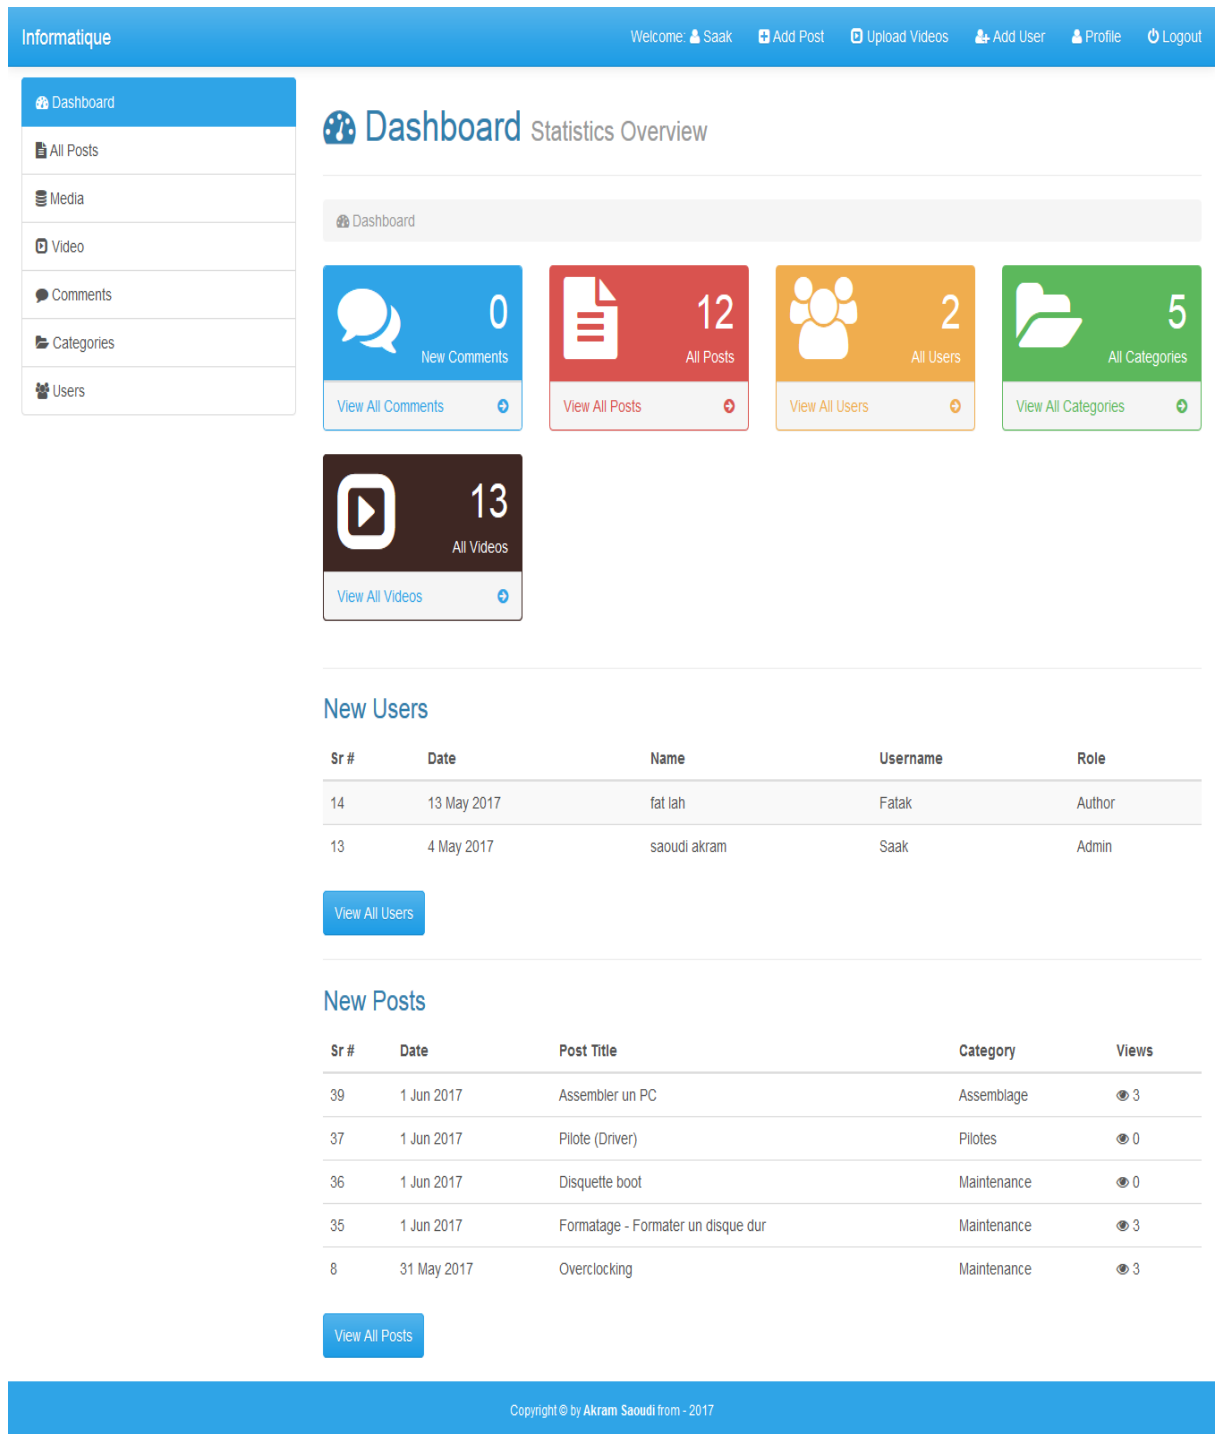 Informatique
Welcome: Saak Add Post Upload Videos Add User Profile Logout
Dashboard
All Posts
Media
Video
Comments
Categories
Users
Dashboard Statistics Overview
Dashboard
0
New Comments
View All Comments
12
All Posts
View All Posts
2
All Users
View All Users
5
All Categories
View All Categories
13
All Videos
View All Videos
New Users
Sr # Date Name Username Role
14 13 May 2017 fat lah Fatak Author
13 4 May 2017 saoudi akram Saak Admin
View All Users
New Posts
Sr # Date Post Title Category Views
39 1 Jun 2017 Assembler un PC Assemblage 3
37 1 Jun 2017 Pilote (Driver) Pilotes 0
36 1 Jun 2017 Disquette boot Maintenance 0
35 1 Jun 2017 Formatage - Formater un disque dur Maintenance 3
8 31 May 2017 Overclocking Maintenance 3
View All Posts
Copyright © by Akram Saoudi from - 2017